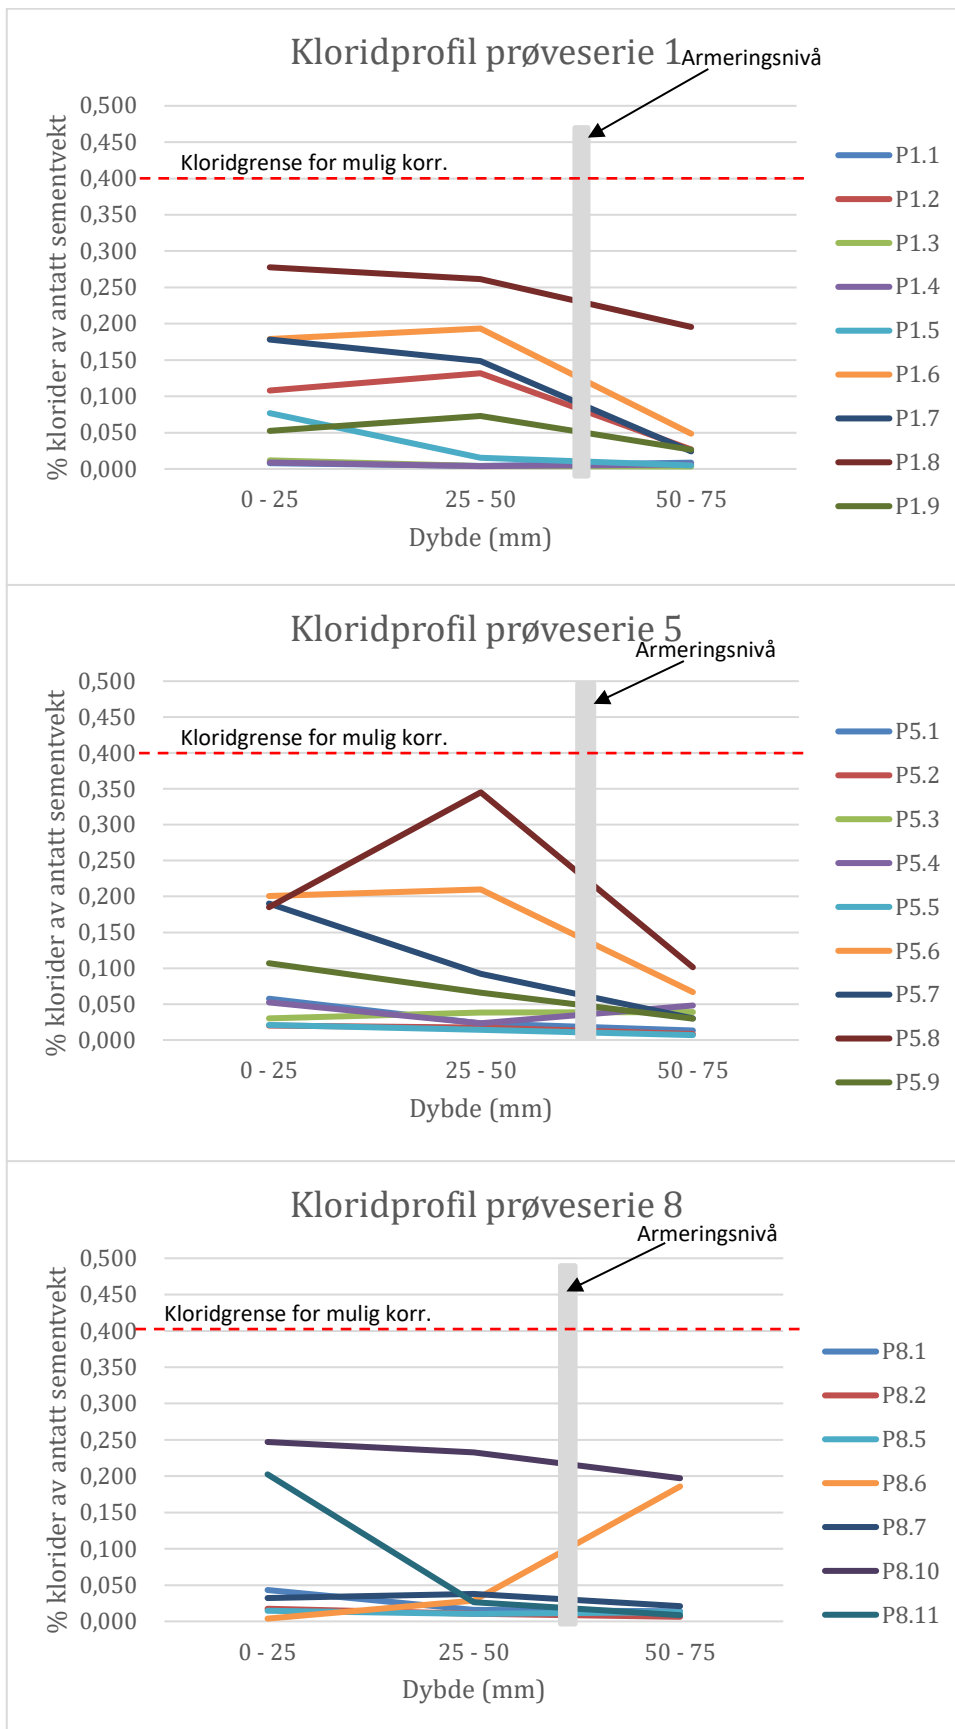 Kloridprofil prøveserie 1
Armeringsnivå
% klorider av antatt sementvekt
0,500
0,450
0,400
0,350
0,300
0,250
0,200
0,150
0,100
0,050
0,000
Kloridgrense for mulig korr.
0 - 25
25 - 50
50 - 75
Dybde (mm)
P1.1
P1.2
P1.3
P1.4
P1.5
P1.6
P1.7
P1.8
P1.9
Kloridprofil prøveserie 5
Armeringsnivå
% klorider av antatt sementvekt
0,500
0,450
0,400
0,350
0,300
0,250
0,200
0,150
0,100
0,050
0,000
Kloridgrense for mulig korr.
0 - 25
25 - 50
50 - 75
Dybde (mm)
P5.1
P5.2
P5.3
P5.4
P5.5
P5.6
P5.7
P5.8
P5.9
Kloridprofil prøveserie 8
Armeringsnivå
% klorider av antatt sementvekt
0,500
0,450
0,400
0,350
0,300
0,250
0,200
0,150
0,100
0,050
0,000
Kloridgrense for mulig korr.
0 - 25
25 - 50
50 - 75
Dybde (mm)
P8.1
P8.2
P8.5
P8.6
P8.7
P8.10
P8.11